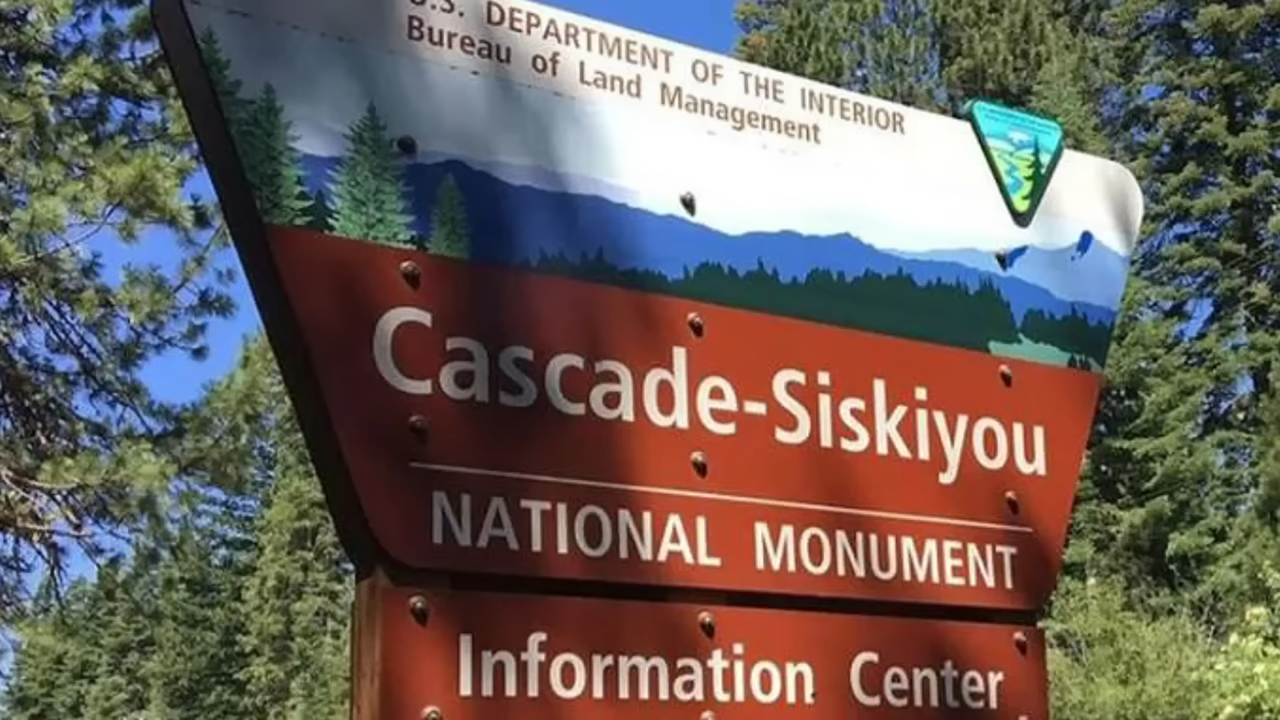 U.S. DEPARTMENT OF THE INTERIOR
Bureau of Land Management
Cascade-Siskiyou
NATIONAL MONUMENT
Information Center